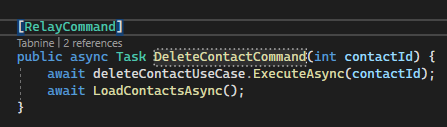 [RelayCommand]
Tabnine | 2 references
public async Task DeleteContactCommand(int contactId) {
await deleteContactUseCase.ExecuteAsync(contactId);
await LoadContactsAsync();
}